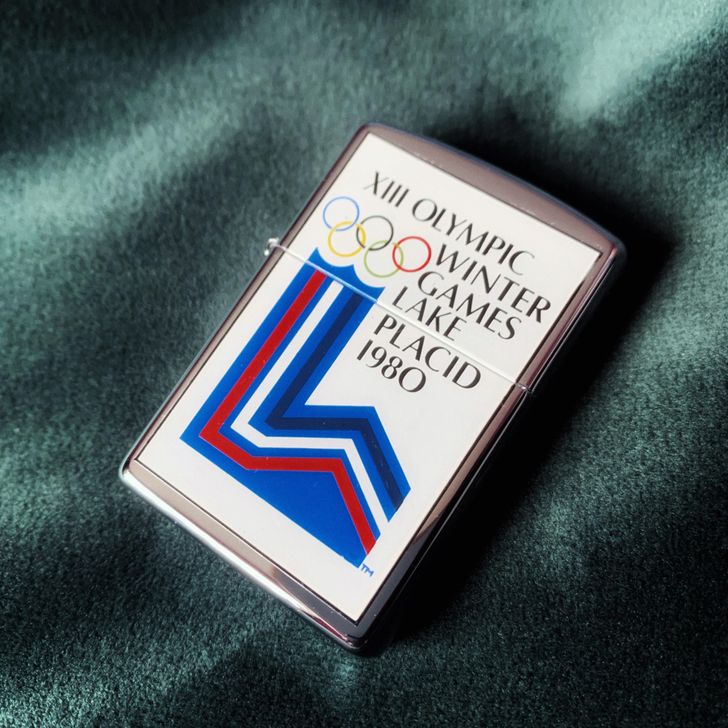 XIII OLYMPIC
WINTER
GAMES
LAKE
PLACID
1980
TM